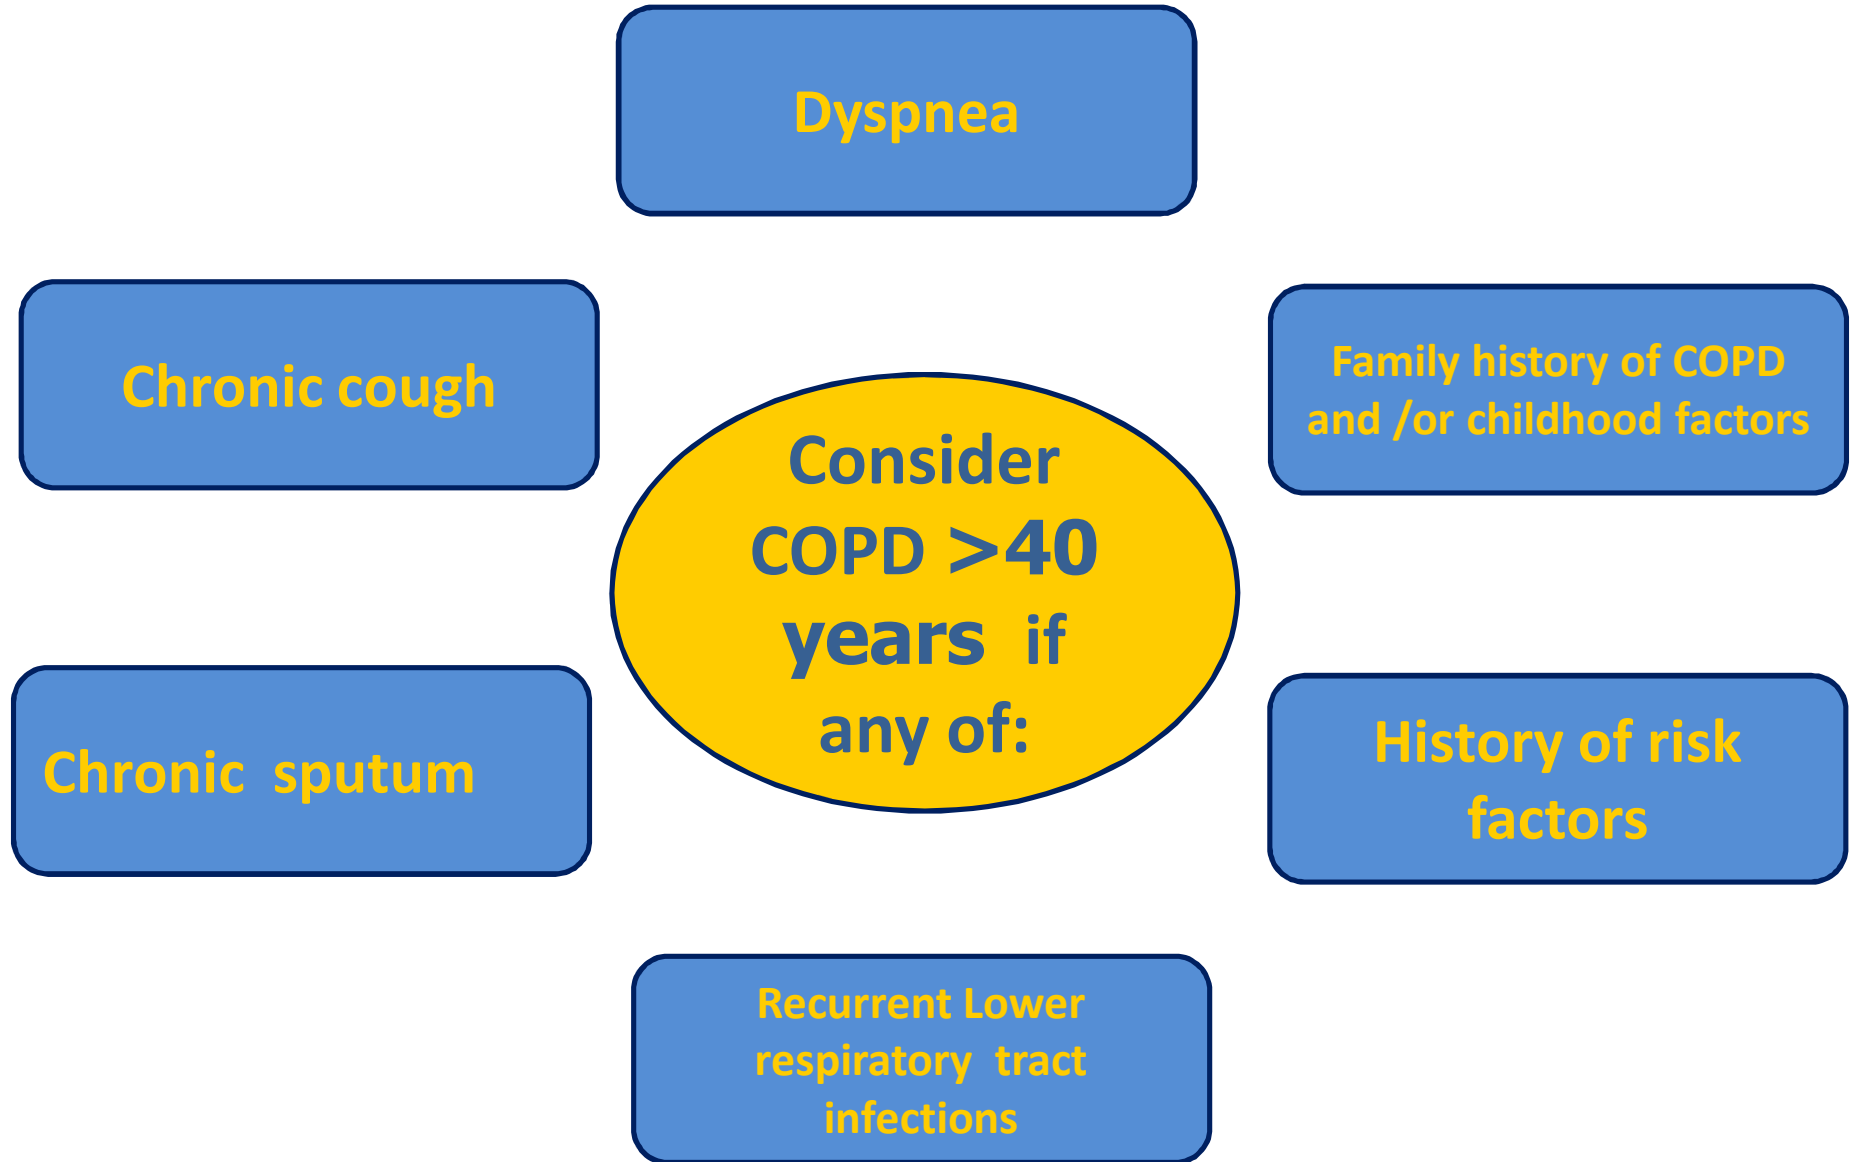 Dyspnea
Chronic cough
Family history of COPD
and /or childhood factors
Consider
COPD >40
years if
any of:
Chronic sputum
History of risk
factors
Recurrent Lower
respiratory tract
infections